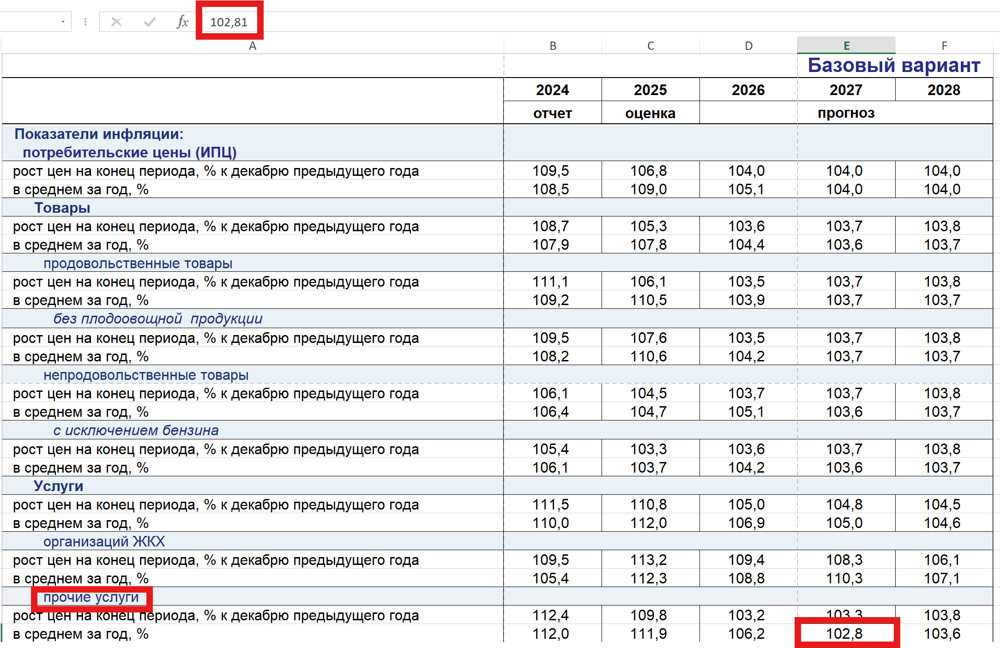 fx 102,81
A B C D E F
Базовый вариант
2024 2025 2026 2027 2028
отчет оценка прогноз
Показатели инфляции:
потребительские цены (ИПЦ)
рост цен на конец периода, % к декабрю предыдущего года 109,5 106,8 104,0 104,0 104,0
в среднем за год, % 108,5 109,0 105,1 104,0 104,0
Товары
рост цен на конец периода, % к декабрю предыдущего года 108,7 105,3 103,6 103,7 103,8
в среднем за год, % 107,9 107,8 104,4 103,6 103,7
продовольственные товары
рост цен на конец периода, % к декабрю предыдущего года 111,1 106,1 103,5 103,7 103,8
в среднем за год, % 109,2 110,5 103,9 103,7 103,7
без плодоовощной продукции
рост цен на конец периода, % к декабрю предыдущего года 109,5 107,6 103,5 103,7 103,8
в среднем за год, % 108,2 110,6 104,2 103,7 103,7
непродовольственные товары
рост цен на конец периода, % к декабрю предыдущего года 106,1 104,5 103,7 103,7 103,8
в среднем за год, % 106,4 104,7 105,1 103,6 103,7
с исключением бензина
рост цен на конец периода, % к декабрю предыдущего года 105,4 103,3 103,6 103,7 103,8
в среднем за год, % 106,1 103,7 104,2 103,6 103,7
Услуги
рост цен на конец периода, % к декабрю предыдущего года 111,5 110,8 105,0 104,8 104,5
в среднем за год, % 110,0 112,0 106,9 105,0 104,6
организаций ЖКХ
рост цен на конец периода, % к декабрю предыдущего года 109,5 113,2 109,4 108,3 106,1
в среднем за год, % 105,4 112,3 108,8 110,3 107,1
прочие услуги
рост цен на конец периода, % к декабрю предыдущего года 112,4 109,8 103,2 103,3 103,8
в среднем за год, % 112,0 111,9 106,2 102,8 103,6